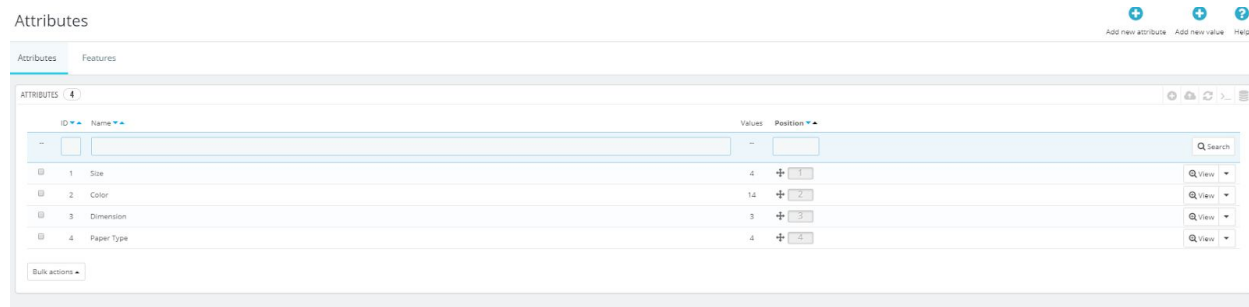 Attributes
Add new attribute Add new value Help
Attributes Features
ATTRIBUTES 4
ID Name Values Position
-- -- Search
1 Size 4 1 View
2 Color 14 2 View
3 Dimension 3 3 View
4 Paper Type 4 4 View
Bulk actions